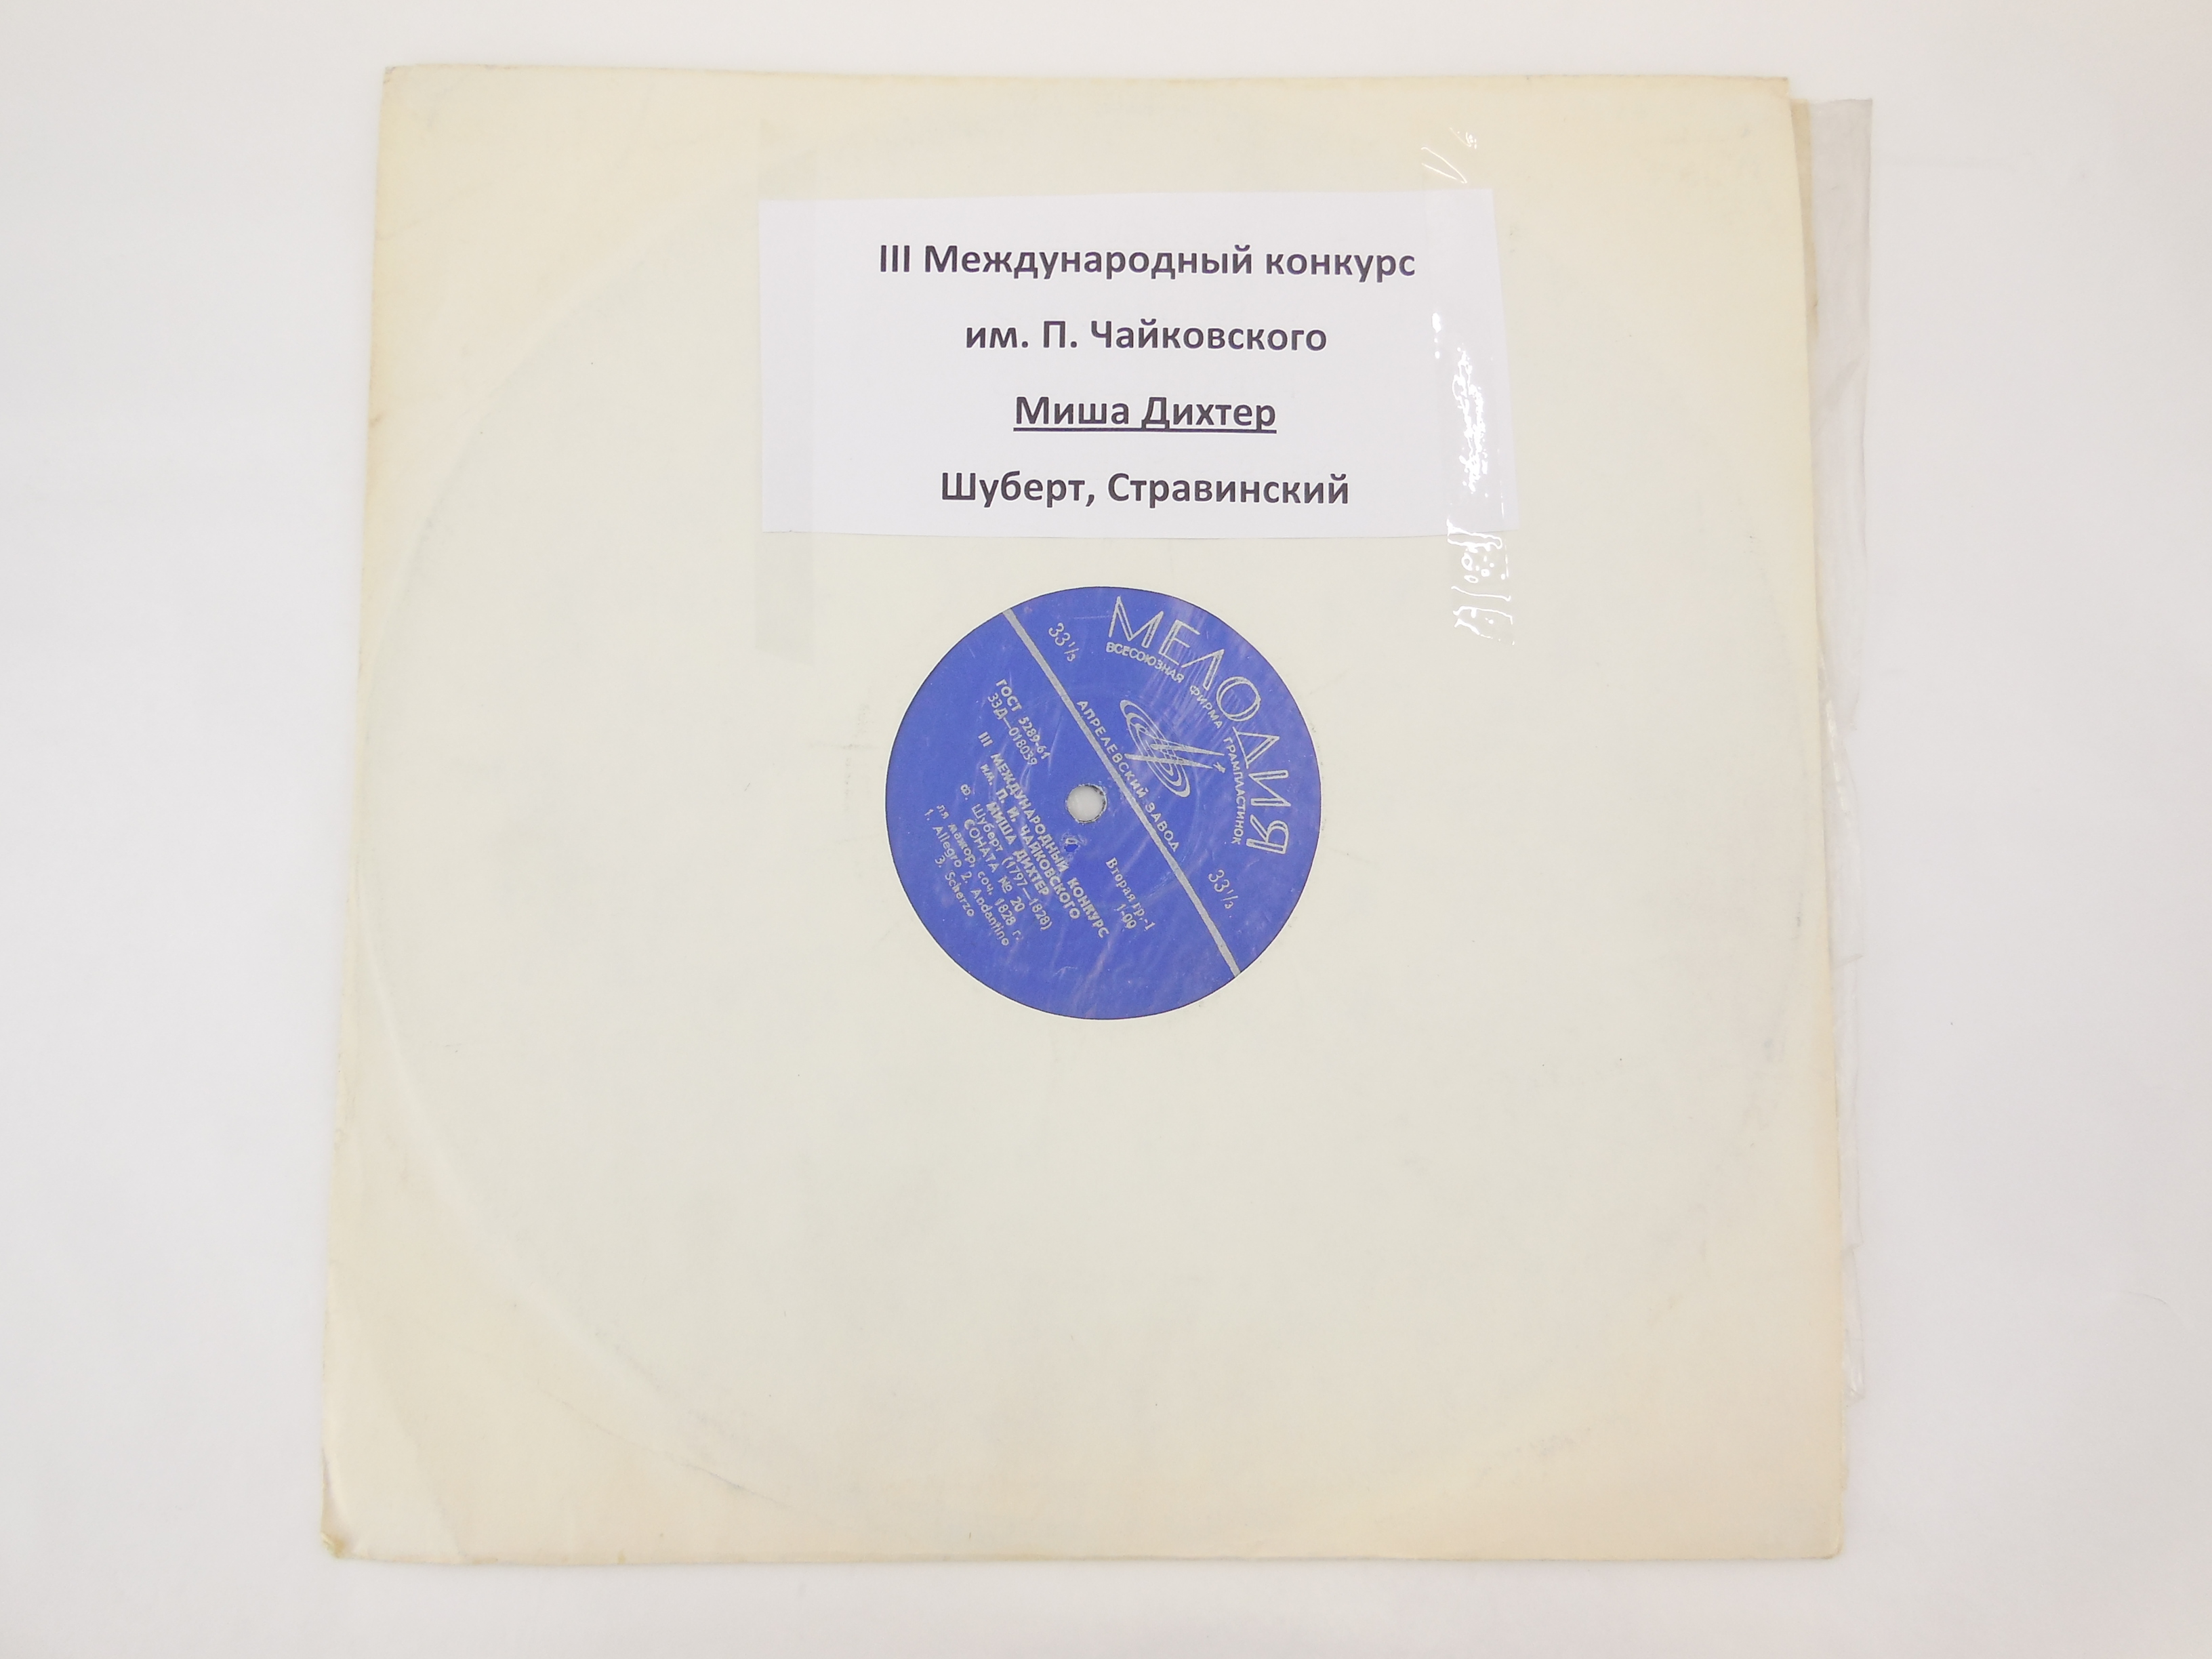 III Международный конкурс
им. П. Чайковского
Миша Дихтер
Шуберт, Стравинский
МЕЛОДИЯ
ВСЕСОЮЗНАЯ ФИРМА ГРАМПЛАСТИНОК
АПРЕЛЕВСКИЙ ЗАВОД
33⅓
33⅓
ГОСТ 5289-61
33Д—018039
Вторая гр.-1
1-00
III МЕЖДУНАРОДНЫЙ КОНКУРС
им. П. И. ЧАЙКОВСКОГО
МИША ДИХТЕР
Ф. Шуберт (1797—1828)
СОНАТА № 20
ля мажор, соч. 1828 г.
1. Allegro 2. Andantino
3. Scherzo